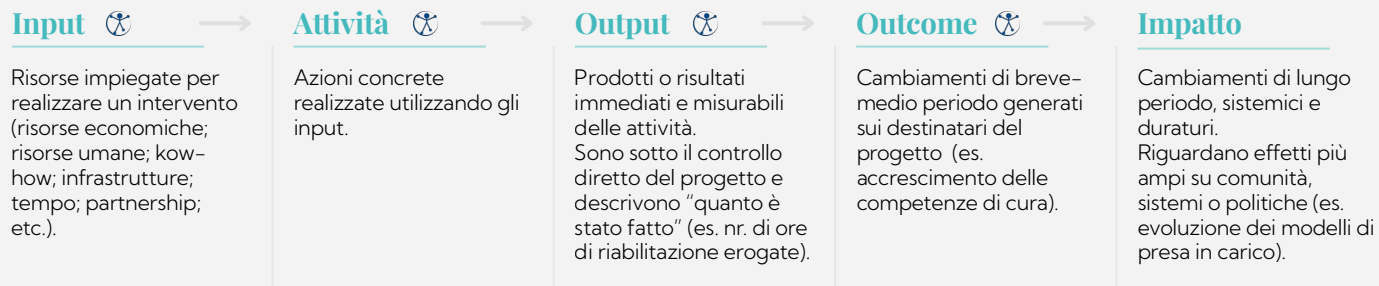 Input
Risorse impiegate per
realizzare un intervento
(risorse economiche;
risorse umane; kow-
how; infrastrutture;
tempo; partnership;
etc.).
Attività
Azioni concrete
realizzate utilizzando gli
input.
Output
Prodotti o risultati
immediati e misurabili
delle attività.
Sono sotto il controllo
diretto del progetto e
descrivono "quanto è
stato fatto" (es. nr. di ore
di riabilitazione erogate).
Outcome
Cambiamenti di breve-
medio periodo generati
sui destinatari del
progetto (es.
accrescimento delle
competenze di cura).
Impatto
Cambiamenti di lungo
periodo, sistemici e
duraturi.
Riguardano effetti più
ampi su comunità,
sistemi o politiche (es.
evoluzione dei modelli di
presa in carico).